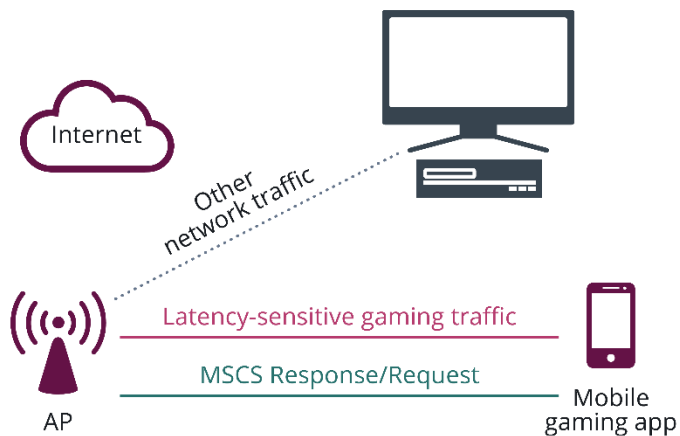 Internet
Other
network traffic
Latency-sensitive gaming traffic
MSCS Response/Request
AP
Mobile
gaming app